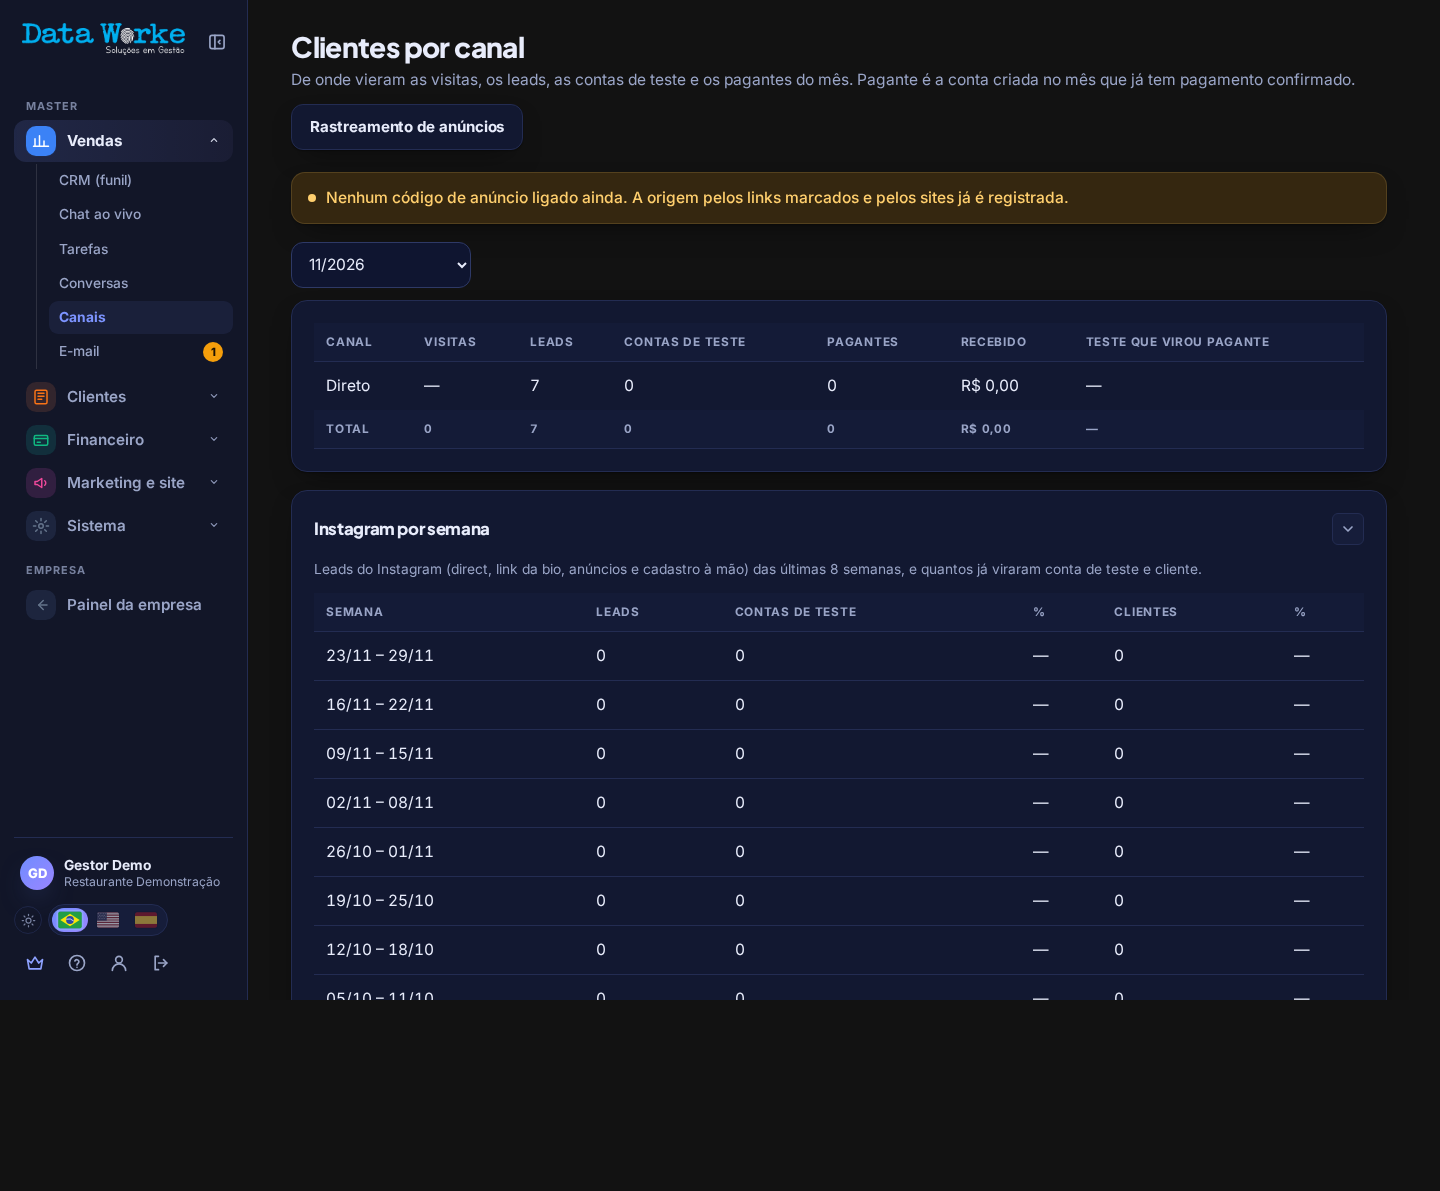 Data Worke
Soluções em Gestão
MASTER
Vendas
CRM (funil)
Chat ao vivo
Tarefas
Conversas
Canais
E-mail 1
Clientes
Financeiro
Marketing e site
Sistema
EMPRESA
Painel da empresa
GD
Gestor Demo
Restaurante Demonstração
Clientes por canal
De onde vieram as visitas, os leads, as contas de teste e os pagantes do mês. Pagante é a conta criada no mês que já tem pagamento confirmado.
Rastreamento de anúncios
Nenhum código de anúncio ligado ainda. A origem pelos links marcados e pelos sites já é registrada.
11/2026
CANAL VISITAS LEADS CONTAS DE TESTE PAGANTES RECEBIDO TESTE QUE VIROU PAGANTE
Direto — 7 0 0 R$ 0,00 —
TOTAL 0 7 0 0 R$ 0,00 —
Instagram por semana
Leads do Instagram (direct, link da bio, anúncios e cadastro à mão) das últimas 8 semanas, e quantos já viraram conta de teste e cliente.
SEMANA LEADS CONTAS DE TESTE % CLIENTES %
23/11 – 29/11 0 0 — 0 —
16/11 – 22/11 0 0 — 0 —
09/11 – 15/11 0 0 — 0 —
02/11 – 08/11 0 0 — 0 —
26/10 – 01/11 0 0 — 0 —
19/10 – 25/10 0 0 — 0 —
12/10 – 18/10 0 0 — 0 —
05/10 – 11/10 0 0 — 0 —